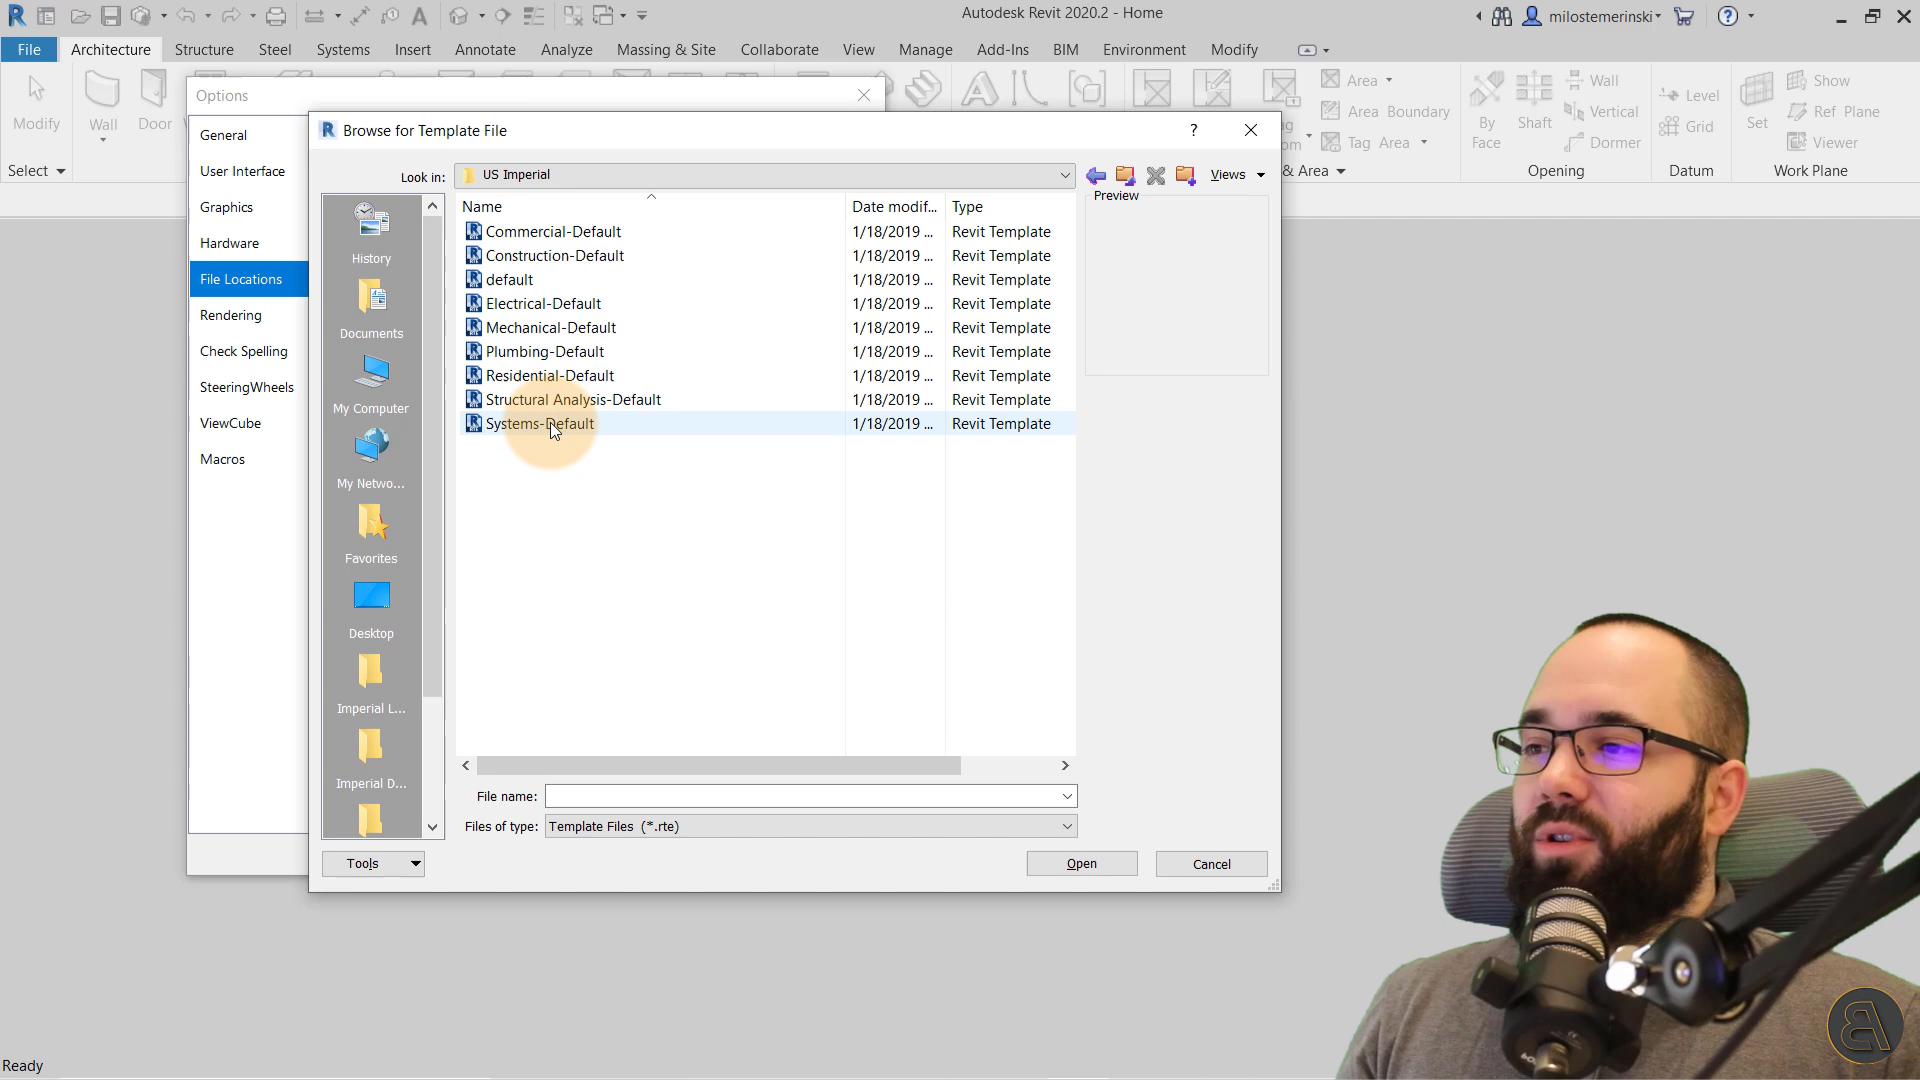 Autodesk Revit 2020.2 - Home
milostemerinski
File
Architecture
Structure
Steel
Systems
Insert
Annotate
Analyze
Massing & Site
Collaborate
View
Manage
Add-Ins
BIM
Environment
Modify
Modify
Wall
Door
Area
Area Boundary
Tag Area
By
Face
Shaft
Wall
Vertical
Dormer
Level
Grid
Set
Show
Ref Plane
Viewer
Select
& Area
Opening
Datum
Work Plane
Options
General
User Interface
Graphics
Hardware
File Locations
Rendering
Check Spelling
SteeringWheels
ViewCube
Macros
Browse for Template File
Look in:
US Imperial
Views
Preview
History
Documents
My Computer
My Netwo...
Favorites
Desktop
Imperial L...
Imperial D...
Name Date modif... Type
Commercial-Default 1/18/2019 ... Revit Template
Construction-Default 1/18/2019 ... Revit Template
default 1/18/2019 ... Revit Template
Electrical-Default 1/18/2019 ... Revit Template
Mechanical-Default 1/18/2019 ... Revit Template
Plumbing-Default 1/18/2019 ... Revit Template
Residential-Default 1/18/2019 ... Revit Template
Structural Analysis-Default 1/18/2019 ... Revit Template
Systems-Default 1/18/2019 ... Revit Template
File name:
Files of type: Template Files (*.rte)
Tools
Open
Cancel
Ready